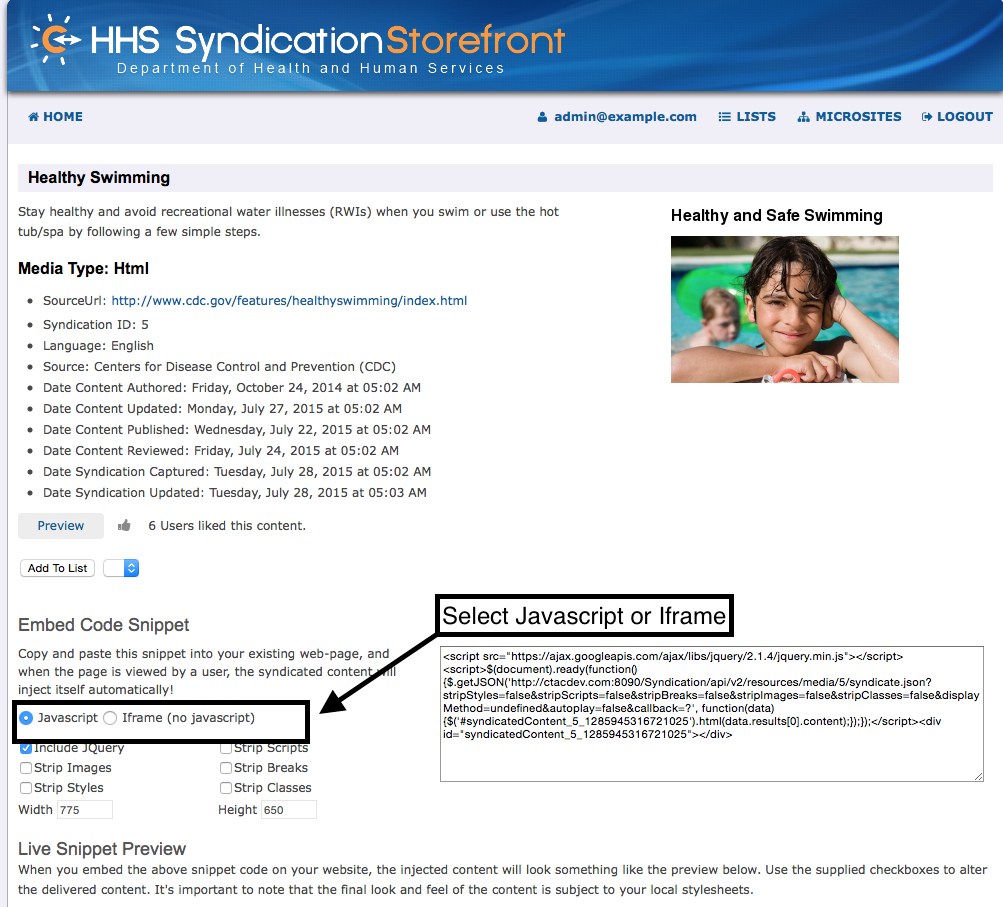 HHS SyndicationStorefront
Department of Health and Human Services
HOME
admin@example.com LISTS MICROSITES LOGOUT
Healthy Swimming
Stay healthy and avoid recreational water illnesses (RWIs) when you swim or use the hot
tub/spa by following a few simple steps.
Healthy and Safe Swimming
Media Type: Html
SourceUrl: http://www.cdc.gov/features/healthyswimming/index.html
Syndication ID: 5
Language: English
Source: Centers for Disease Control and Prevention (CDC)
Date Content Authored: Friday, October 24, 2014 at 05:02 AM
Date Content Updated: Monday, July 27, 2015 at 05:02 AM
Date Content Published: Wednesday, July 22, 2015 at 05:02 AM
Date Content Reviewed: Friday, July 24, 2015 at 05:02 AM
Date Syndication Captured: Tuesday, July 28, 2015 at 05:02 AM
Date Syndication Updated: Tuesday, July 28, 2015 at 05:03 AM
Preview 6 Users liked this content.
Add To List
Embed Code Snippet
Copy and paste this snippet into your existing web-page, and
when the page is viewed by a user, the syndicated content will
inject itself automatically!
Javascript Iframe (no javascript)
Include JQuery Strip Scripts
Strip Images Strip Breaks
Strip Styles Strip Classes
Width 775 Height 650
Select Javascript or Iframe
<script src="https://ajax.googleapis.com/ajax/libs/jquery/2.1.4/jquery.min.js"></script>
<script>$(document).ready(function()
{$.getJSON('http://ctacdev.com:8090/Syndication/api/v2/resources/media/5/syndicate.json?
stripStyles=false&stripScripts=false&stripBreaks=false&stripImages=false&stripClasses=false&display
Method=undefined&autoplay=false&callback=?', function(data)
{$('#syndicatedContent_5_1285945316721025').html(data.results[0].content);});});</script><div
id="syndicatedContent_5_1285945316721025"></div>
Live Snippet Preview
When you embed the above snippet code on your website, the injected content will look something like the preview below. Use the supplied checkboxes to alter
the delivered content. It's important to note that the final look and feel of the content is subject to your local stylesheets.